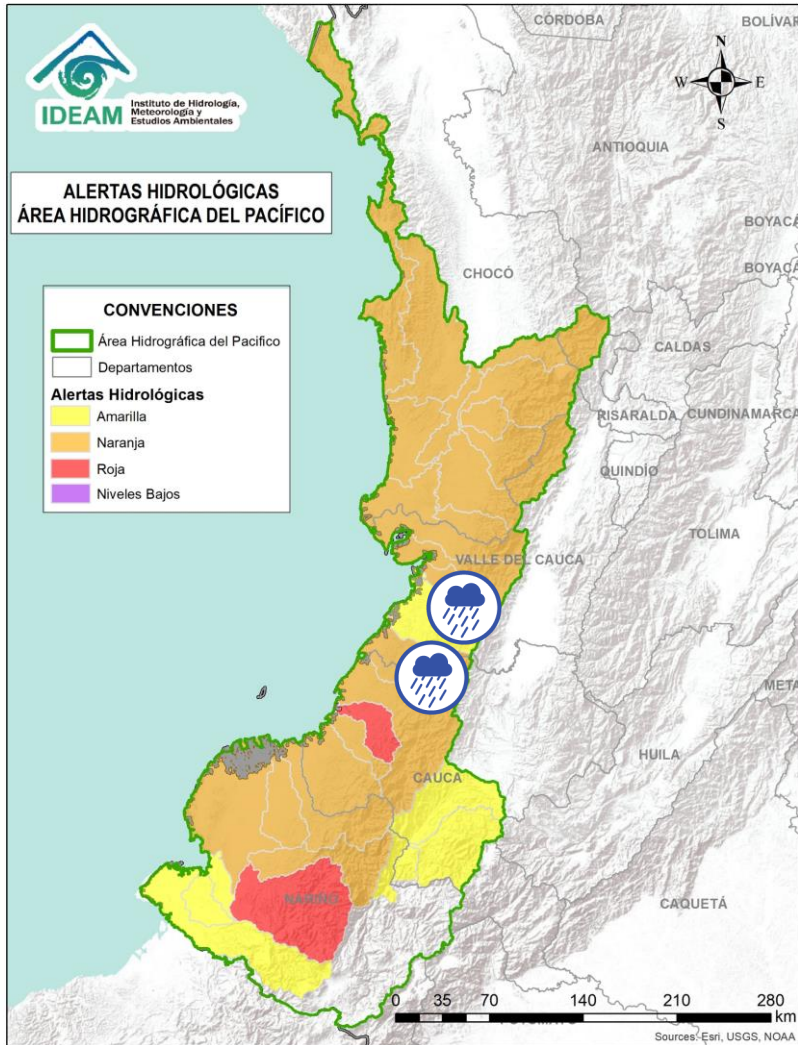 CÓRDOBA
BOLÍVAR
IDEAM
Instituto de Hidrología,
Meteorología y
Estudios Ambientales
N
W
E
S
ANTIOQUIA
ALERTAS HIDROLÓGICAS
ÁREA HIDROGRÁFICA DEL PACÍFICO
BOYACÁ
BOYACÁ
CHOCÓ
CONVENCIONES
Área Hidrográfica del Pacifico
Departamentos
Alertas Hidrológicas
Amarilla
Naranja
Roja
Niveles Bajos
CALDAS
RISARALDA
CUNDINAMARCA
QUINDÍO
TOLIMA
VALLE DEL CAUCA
META
HUILA
CAUCA
NARIÑO
CAQUETÁ
0 35 70 140 210 280
km
PUTUMAYO
Sources: Esri, USGS, NOAA